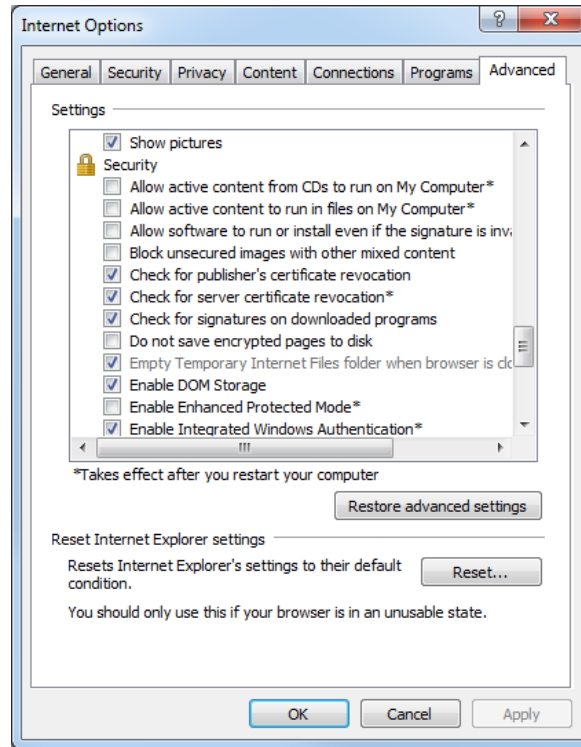 Internet Options
General Security Privacy Content Connections Programs Advanced
Settings
Show pictures
Security
Allow active content from CDs to run on My Computer*
Allow active content to run in files on My Computer*
Allow software to run or install even if the signature is inva
Block unsecured images with other mixed content
Check for publisher's certificate revocation
Check for server certificate revocation*
Check for signatures on downloaded programs
Do not save encrypted pages to disk
Empty Temporary Internet Files folder when browser is clo
Enable DOM Storage
Enable Enhanced Protected Mode*
Enable Integrated Windows Authentication*
*Takes effect after you restart your computer
Restore advanced settings
Reset Internet Explorer settings
Resets Internet Explorer's settings to their default
condition.
Reset...
You should only use this if your browser is in an unusable state.
OK Cancel Apply